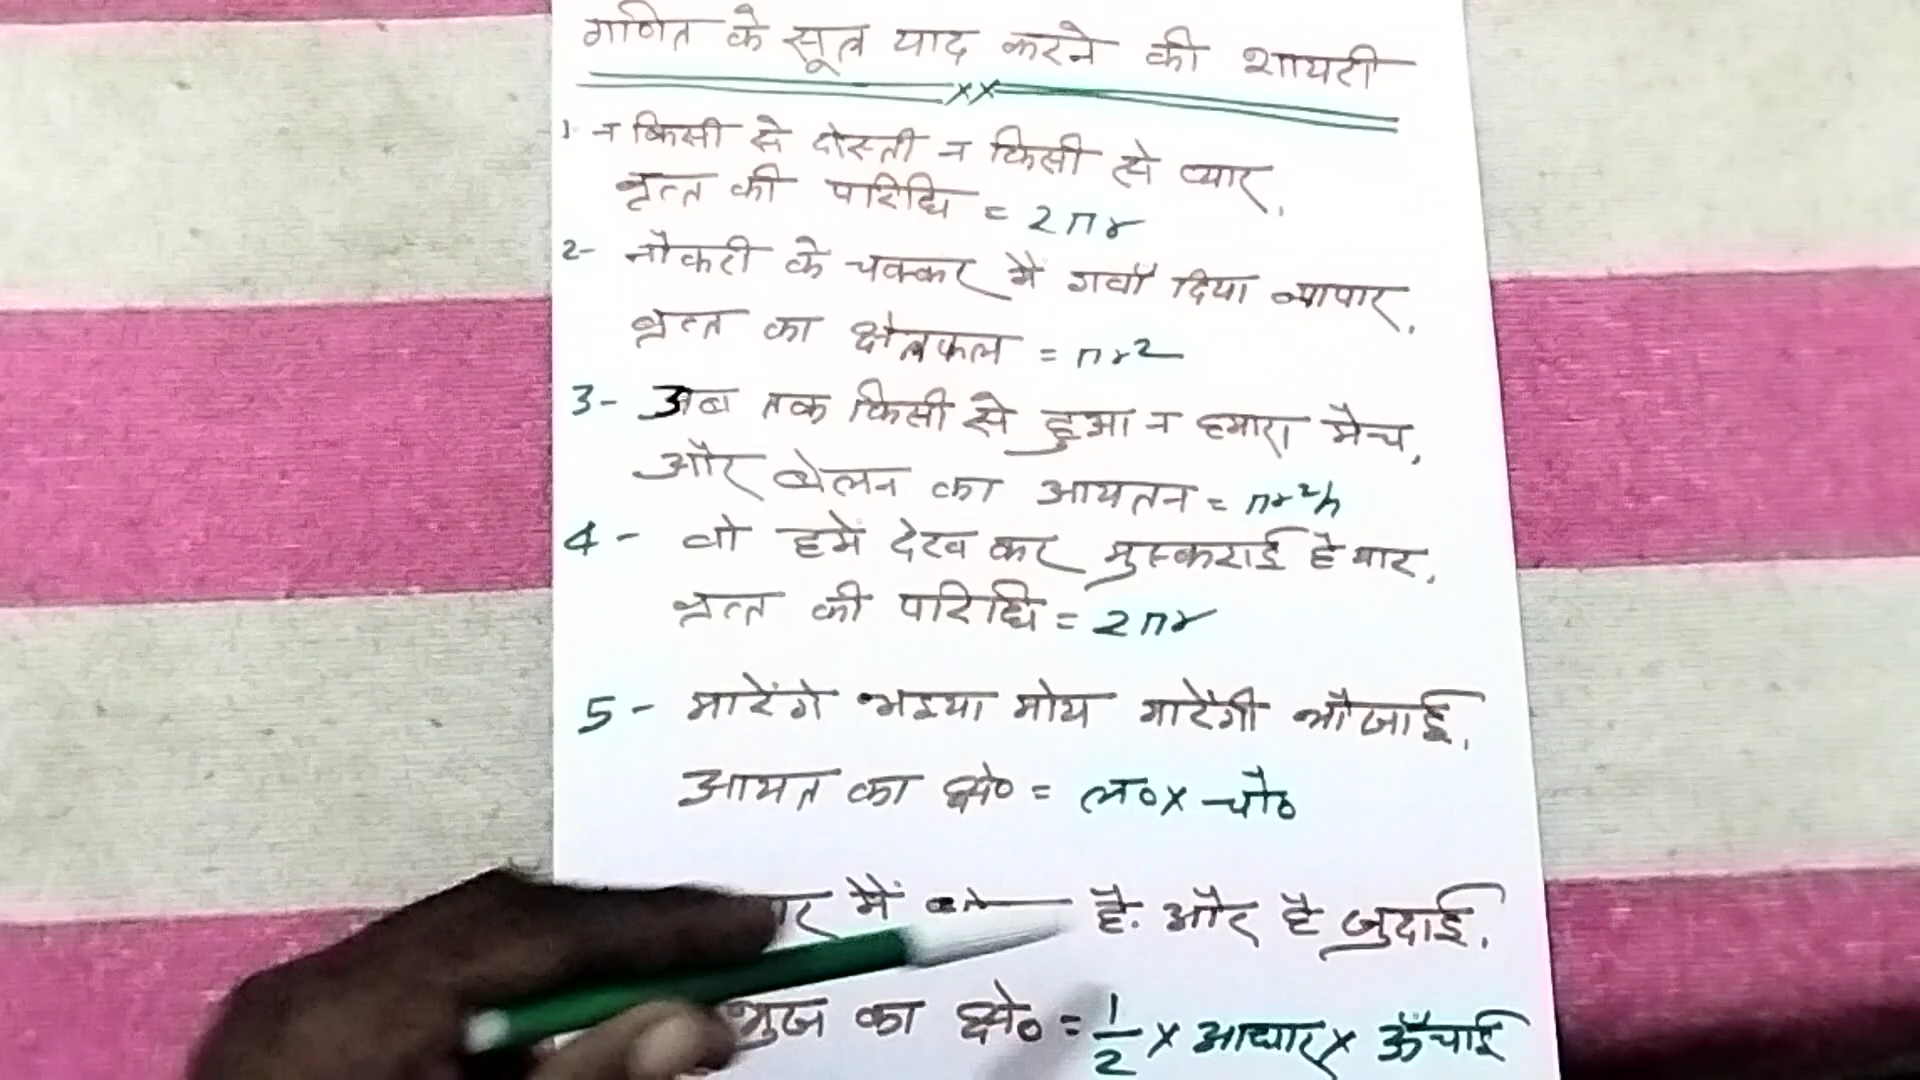 गणित के सूत्र याद करने की शायरी
××
1- न किसी से दोस्ती न किसी से प्यार,
वृत्त की परिधि = 2πr
2- नौकरी के चक्कर में गवाँ दिया व्यापार,
वृत्त का क्षेत्रफल = πr²
3- अब तक किसी से हुआ न हमारा मैच,
और बेलन का आयतन = πr²h
4- वो हमें देख कर मुस्कराई है यार,
वृत्त की परिधि = 2πr
5- मारेंगे भइया मोय मारेंगी भौजाई,
आयत का क्षे० = ल० × चौ०
में है. और है जुदाई,
भुज का क्षे० = 1/2 × आधार × ऊँचाई